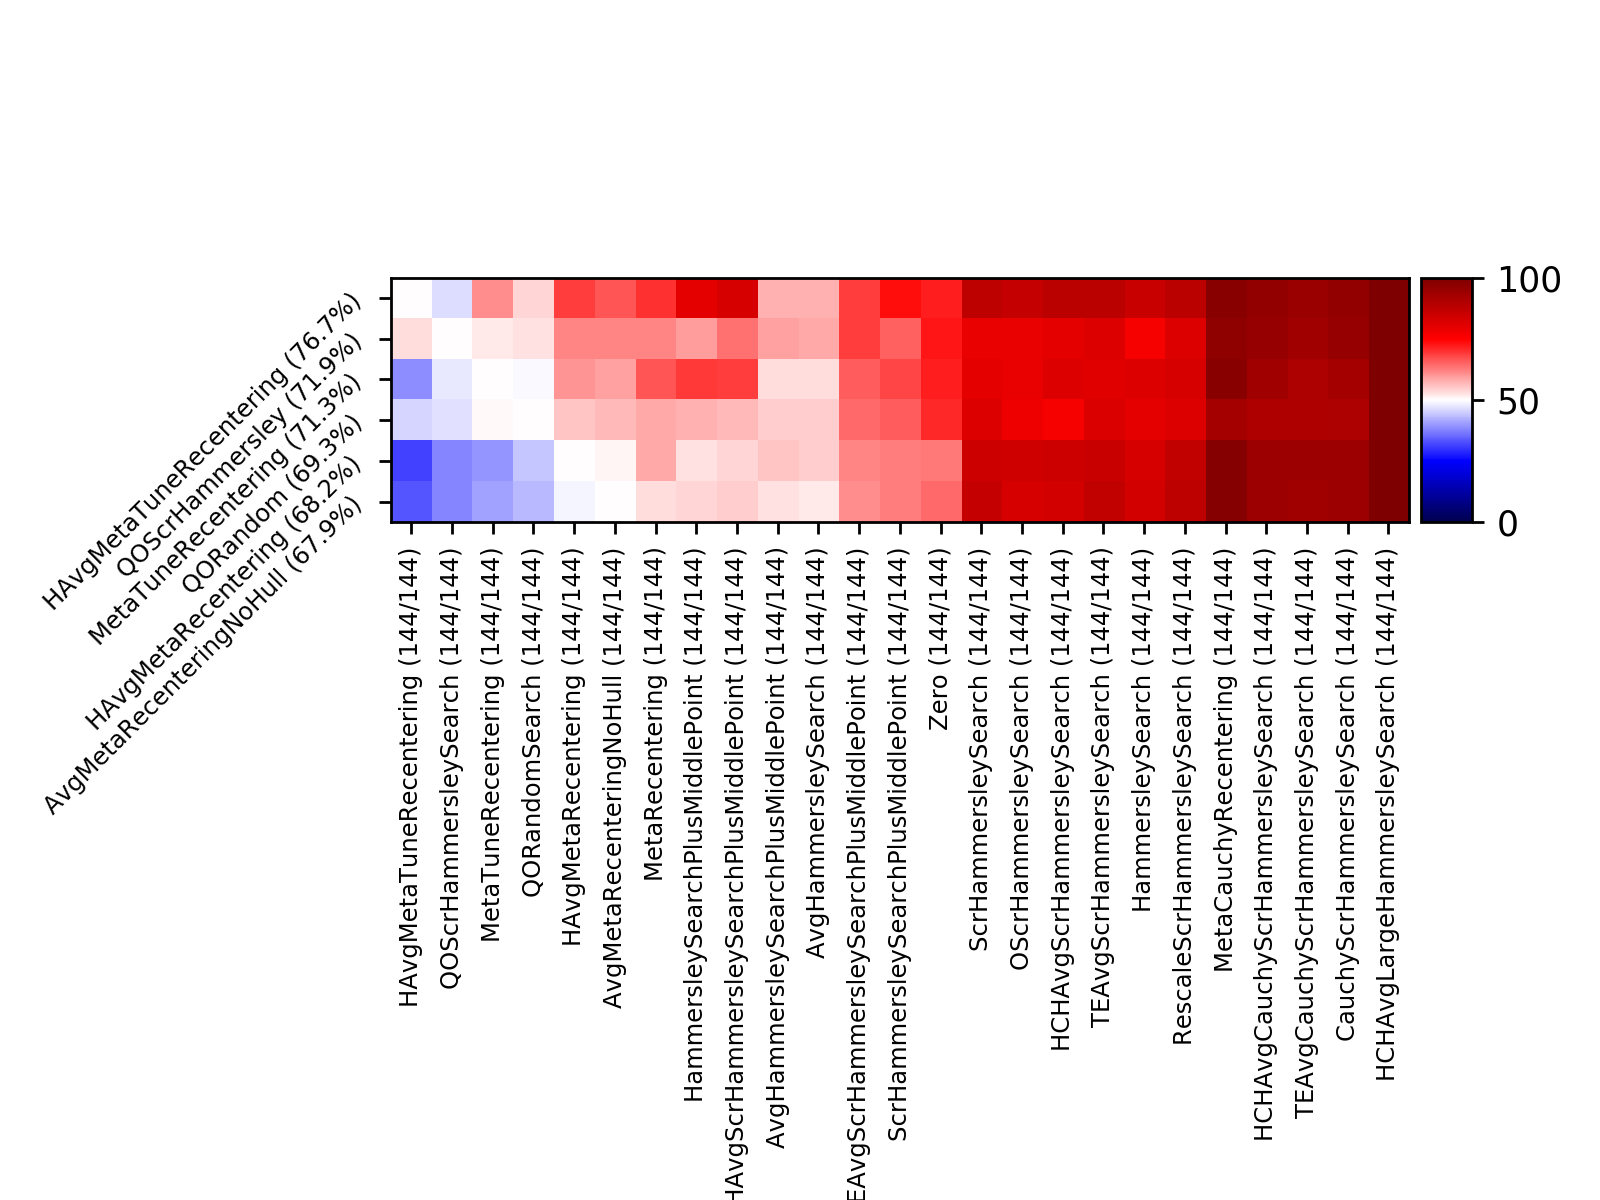 HAvgMetaTuneRecentering (76.7%)
QOScrHammersley (71.9%)
MetaTuneRecentering (71.3%)
QORandom (69.3%)
HAvgMetaRecentering (68.2%)
AvgMetaRecenteringNoHull (67.9%)
100
50
0
HAvgMetaTuneRecentering (144/144)
QOScrHammersleySearch (144/144)
MetaTuneRecentering (144/144)
QORandomSearch (144/144)
HAvgMetaRecentering (144/144)
AvgMetaRecenteringNoHull (144/144)
MetaRecentering (144/144)
HammersleySearchPlusMiddlePoint (144/144)
HAvgScrHammersleySearchPlusMiddlePoint (144/144)
AvgHammersleySearchPlusMiddlePoint (144/144)
AvgHammersleySearch (144/144)
EAvgScrHammersleySearchPlusMiddlePoint (144/144)
ScrHammersleySearchPlusMiddlePoint (144/144)
Zero (144/144)
ScrHammersleySearch (144/144)
OScrHammersleySearch (144/144)
HCHAvgScrHammersleySearch (144/144)
TEAvgScrHammersleySearch (144/144)
HammersleySearch (144/144)
RescaleScrHammersleySearch (144/144)
MetaCauchyRecentering (144/144)
HCHAvgCauchyScrHammersleySearch (144/144)
TEAvgCauchyScrHammersleySearch (144/144)
CauchyScrHammersleySearch (144/144)
HCHAvgLargeHammersleySearch (144/144)